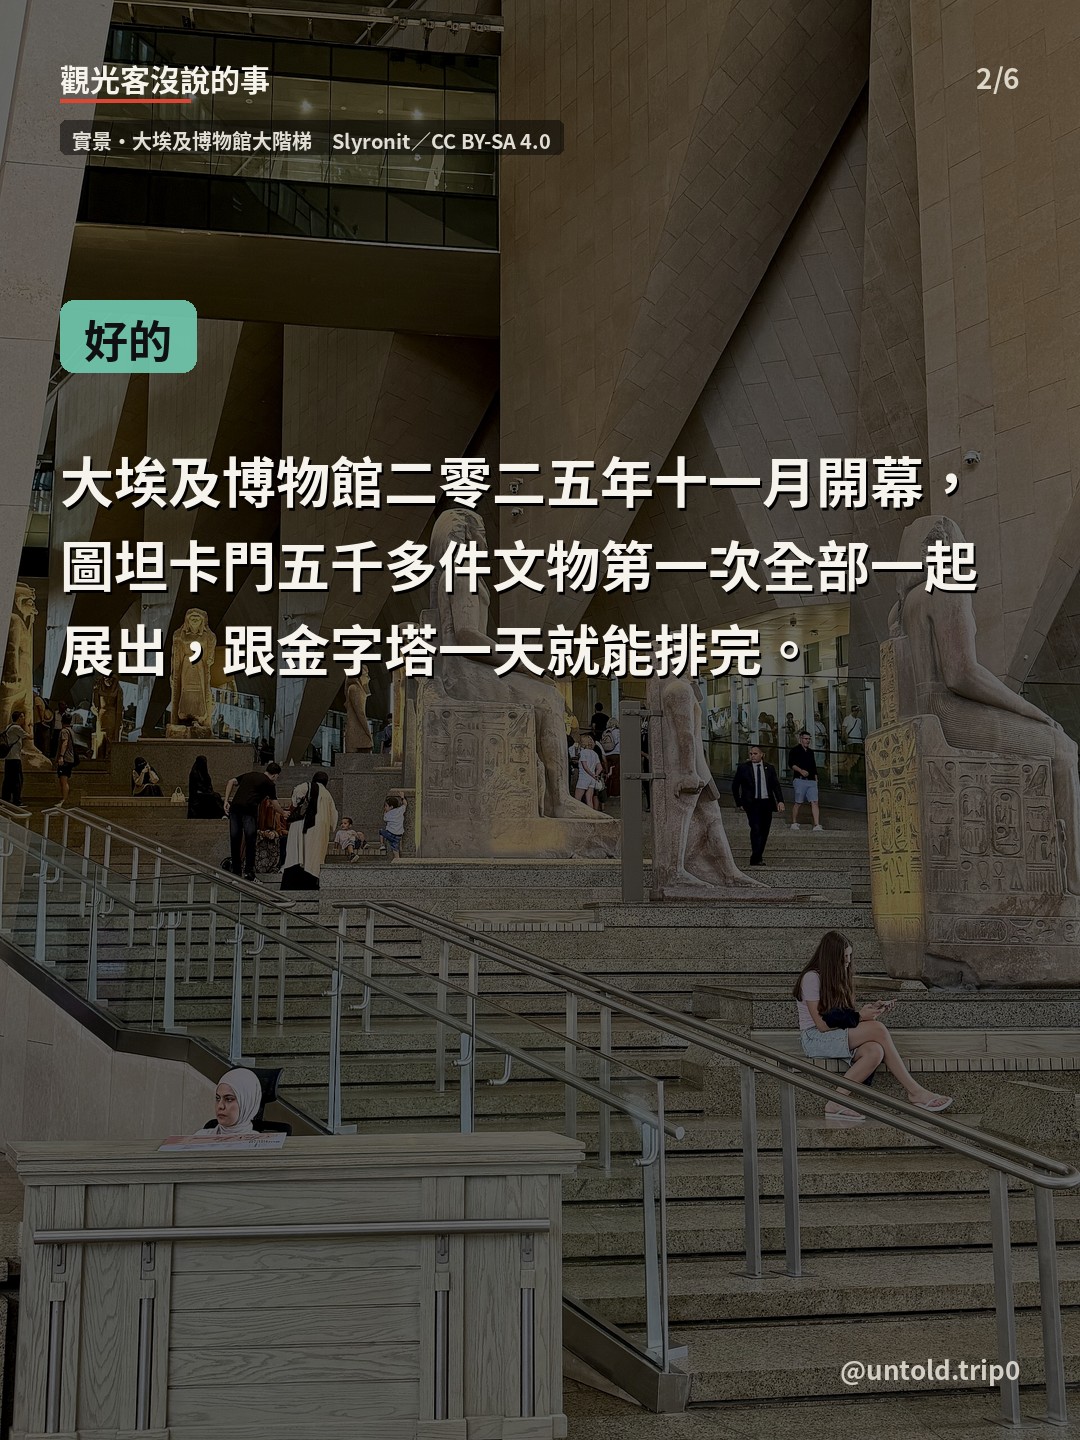 觀光客沒說的事
2/6
實景・大埃及博物館大階梯 Slyronit／CC BY-SA 4.0
好的
大埃及博物館二零二五年十一月開幕，
圖坦卡門五千多件文物第一次全部一起
展出，跟金字塔一天就能排完。
@untold.trip0